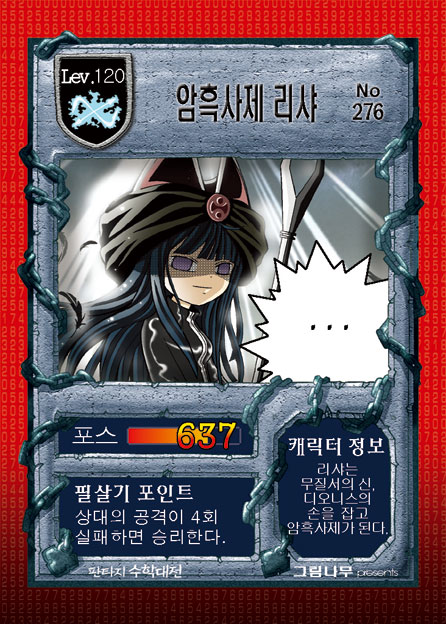 Lev.120
암흑사제 리샤
No
276
...
포스 637
필살기 포인트
상대의 공격이 4회
실패하면 승리한다.
캐릭터 정보
리샤는
무질서의 신,
디오니스의
손을 잡고
암흑사제가 된다.
판타지 수학대전
그림나무 presents